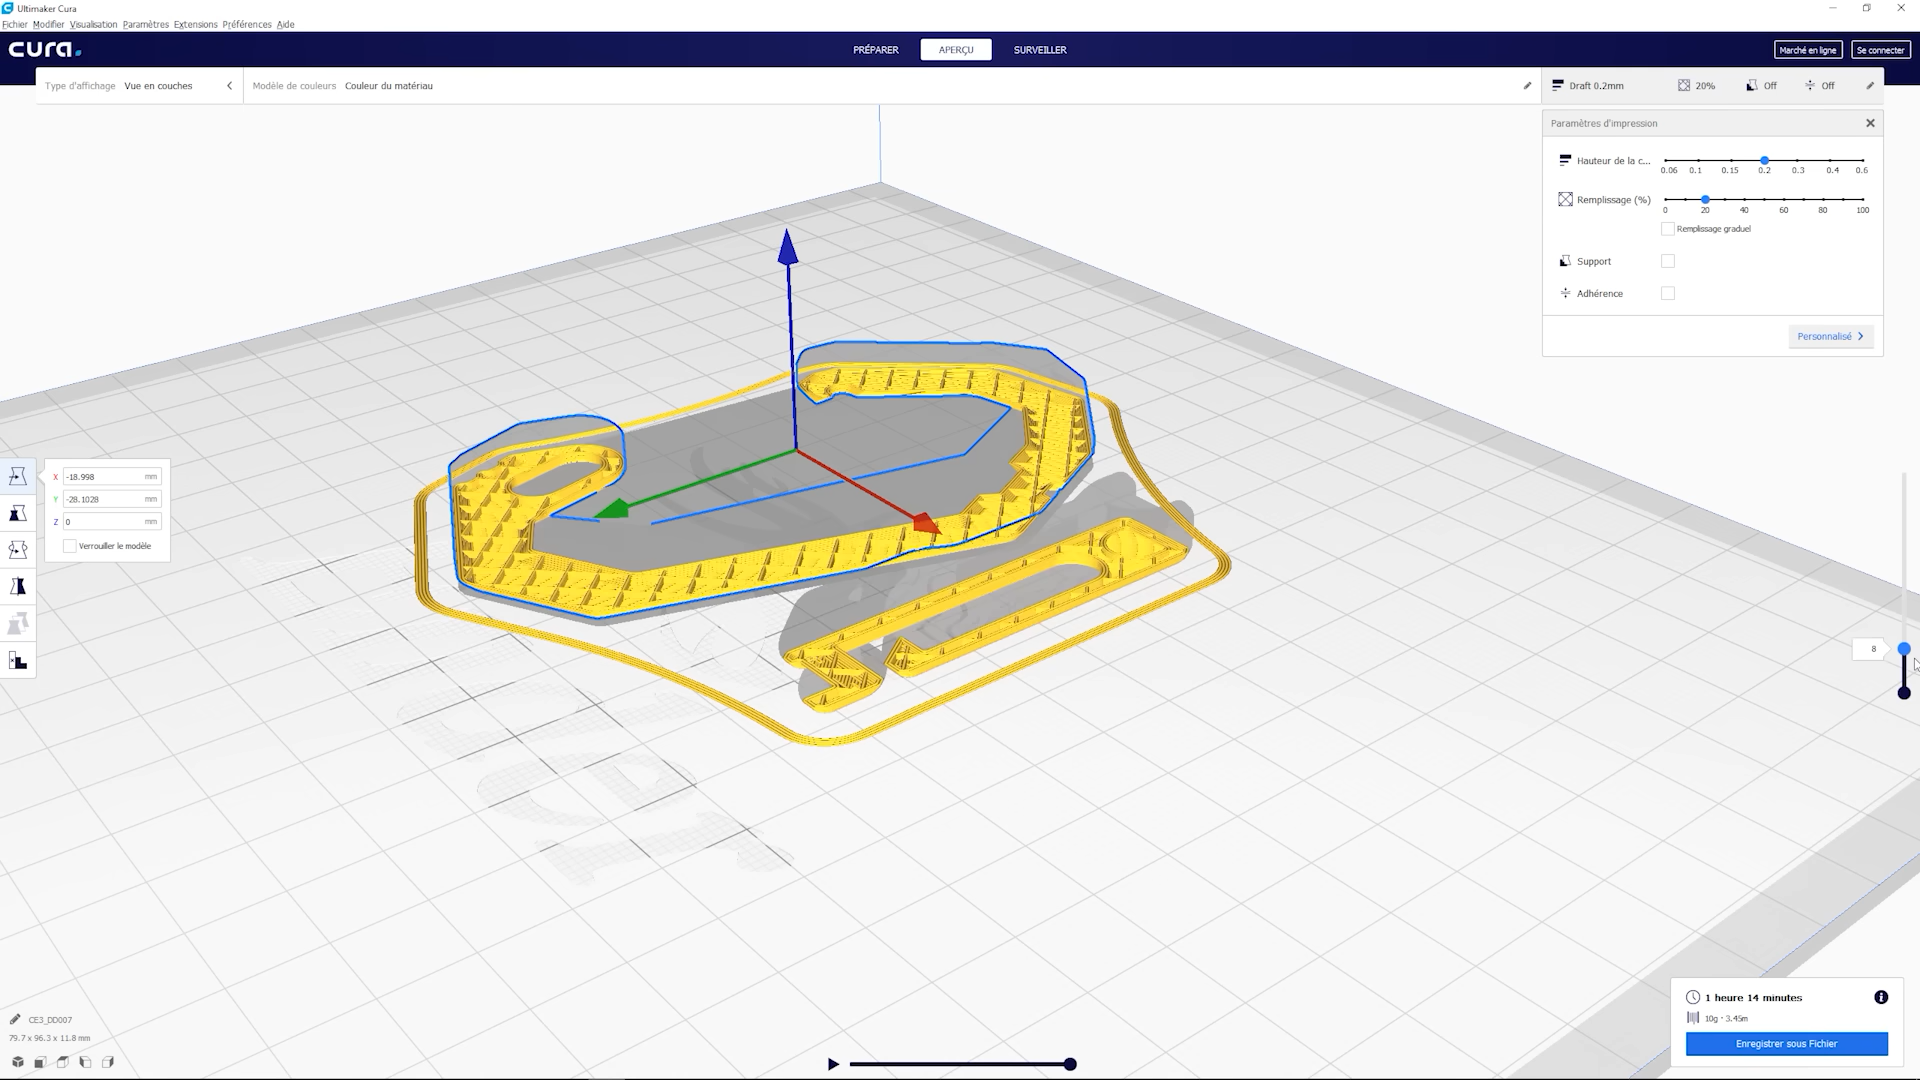 Ultimaker Cura
Fichier Modifier Visualisation Paramètres Extensions Préférences Aide
cura.
PRÉPARER APERÇU SURVEILLER
Marché en ligne Se connecter
Type d'affichage Vue en couches
Modèle de couleurs Couleur du matériau
Draft 0.2mm 20% Off Off
Paramètres d'impression
Hauteur de la c...
0.06 0.1 0.15 0.2 0.3 0.4 0.6
Remplissage (%)
0 20 40 60 80 100
Remplissage graduel
Support
Adhérence
Personnalisé
X -18.998 mm
Y -28.1028 mm
Z 0 mm
Verrouiller le modèle
8
CE3_DD007
79.7 x 96.3 x 11.8 mm
1 heure 14 minutes
10g · 3.45m
Enregistrer sous Fichier